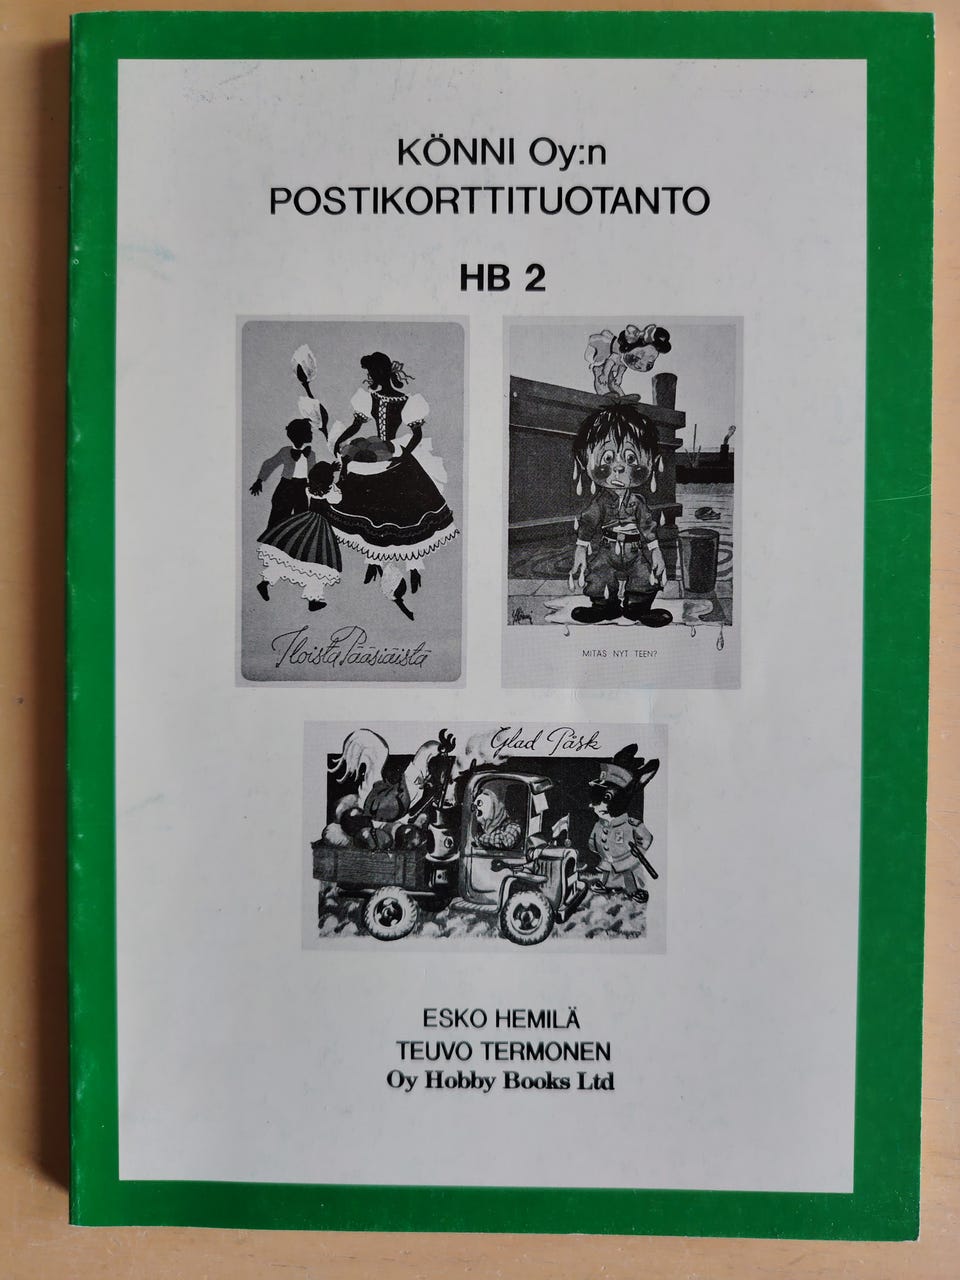 KÖNNI Oy:n
POSTIKORTTITUOTANTO
HB 2
Iloista Pääsiäistä
MITÄS NYT TEEN?
Glad Påsk
ESKO HEMILÄ
TEUVO TERMONEN
Oy Hobby Books Ltd